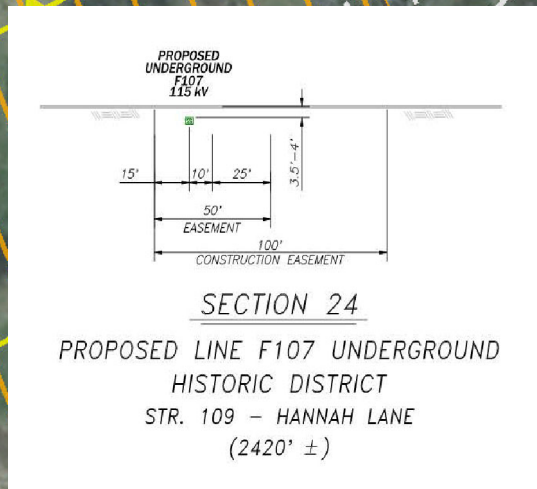 PROPOSED
UNDERGROUND
F107
115 kV
3.5'-4'
15'
10'
25'
50'
EASEMENT
100'
CONSTRUCTION EASEMENT
SECTION 24
PROPOSED LINE F107 UNDERGROUND
HISTORIC DISTRICT
STR. 109 - HANNAH LANE
(2420' ±)